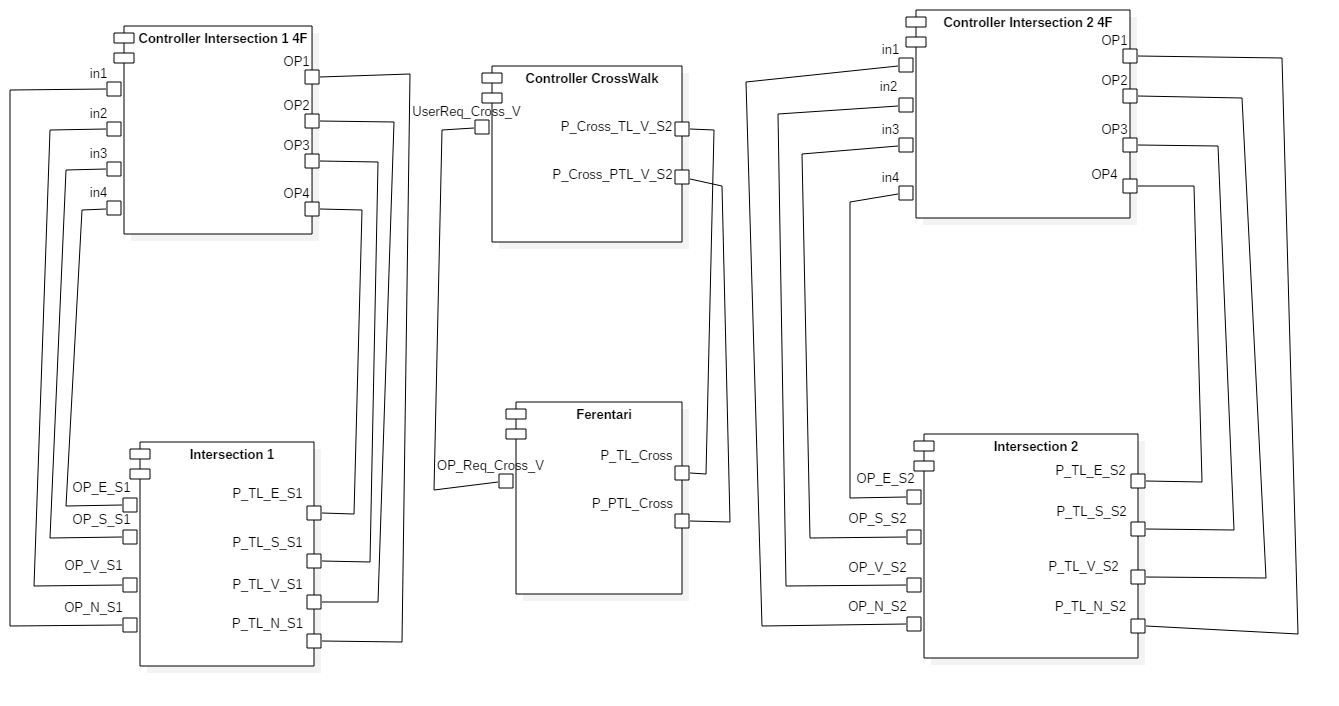 Controller Intersection 1 4F
in1
in2
in3
in4
OP1
OP2
OP3
OP4
Intersection 1
OP_E_S1
OP_S_S1
OP_V_S1
OP_N_S1
P_TL_E_S1
P_TL_S_S1
P_TL_V_S1
P_TL_N_S1
Controller CrossWalk
UserReq_Cross_V
P_Cross_TL_V_S2
P_Cross_PTL_V_S2
Ferentari
OP_Req_Cross_V
P_TL_Cross
P_PTL_Cross
Controller Intersection 2 4F
in1
in2
in3
in4
OP1
OP2
OP3
OP4
Intersection 2
OP_E_S2
OP_S_S2
OP_V_S2
OP_N_S2
P_TL_E_S2
P_TL_S_S2
P_TL_V_S2
P_TL_N_S2